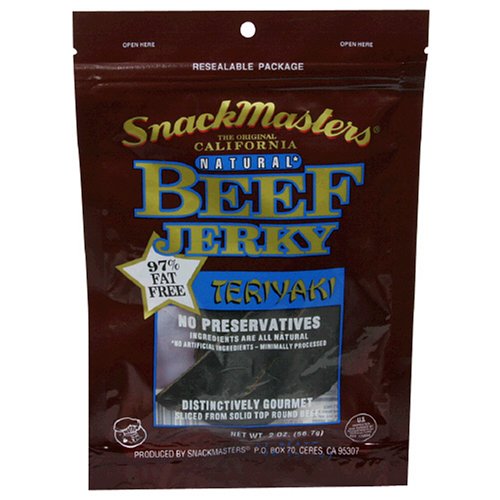 OPEN HERE OPEN HERE
RESEALABLE PACKAGE
SnackMasters®
THE ORIGINAL
CALIFORNIA
NATURAL*
BEEF
JERKY
97%
FAT
FREE
TERIYAKI
NO PRESERVATIVES
INGREDIENTS ARE ALL NATURAL
*NO ARTIFICIAL INGREDIENTS - MINIMALLY PROCESSED
DISTINCTIVELY GOURMET
SLICED FROM SOLID TOP ROUND BEEF
NET WT. 2 OZ. (56.7g)
PRODUCED BY SNACKMASTERS® P.O. BOX 70, CERES, CA 95307